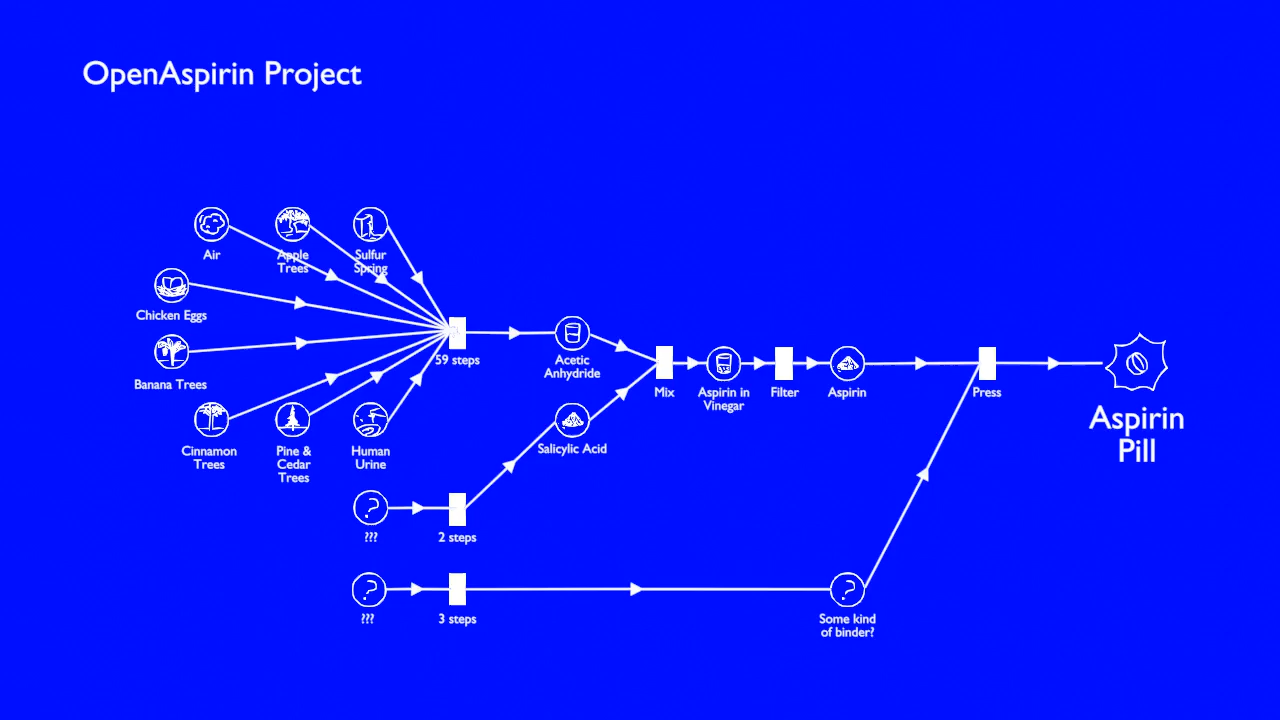 OpenAspirin Project
Air
Apple
Trees
Sulfur
Spring
Chicken Eggs
Banana Trees
59 steps
Acetic
Anhydride
Mix
Aspirin in
Vinegar
Filter
Aspirin
Press
Aspirin
Pill
Cinnamon
Trees
Pine &
Cedar
Trees
Human
Urine
Salicylic Acid
?
???
2 steps
?
???
3 steps
?
Some kind
of binder?